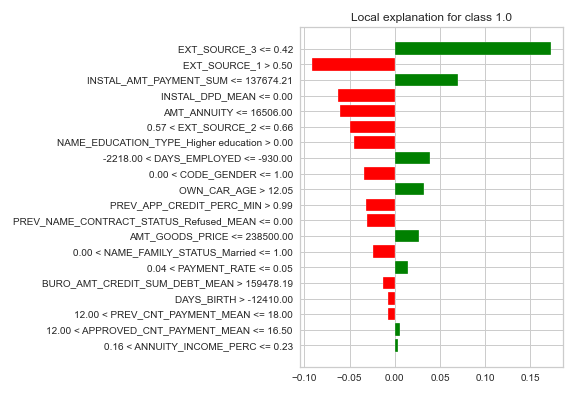 Local explanation for class 1.0
EXT_SOURCE_3 <= 0.42
EXT_SOURCE_1 > 0.50
INSTAL_AMT_PAYMENT_SUM <= 137674.21
INSTAL_DPD_MEAN <= 0.00
AMT_ANNUITY <= 16506.00
0.57 < EXT_SOURCE_2 <= 0.66
NAME_EDUCATION_TYPE_Higher education > 0.00
-2218.00 < DAYS_EMPLOYED <= -930.00
0.00 < CODE_GENDER <= 1.00
OWN_CAR_AGE > 12.05
PREV_APP_CREDIT_PERC_MIN > 0.99
PREV_NAME_CONTRACT_STATUS_Refused_MEAN <= 0.00
AMT_GOODS_PRICE <= 238500.00
0.00 < NAME_FAMILY_STATUS_Married <= 1.00
0.04 < PAYMENT_RATE <= 0.05
BURO_AMT_CREDIT_SUM_DEBT_MEAN > 159478.19
DAYS_BIRTH > -12410.00
12.00 < PREV_CNT_PAYMENT_MEAN <= 18.00
12.00 < APPROVED_CNT_PAYMENT_MEAN <= 16.50
0.16 < ANNUITY_INCOME_PERC <= 0.23
−0.10 −0.05 0.00 0.05 0.10 0.15